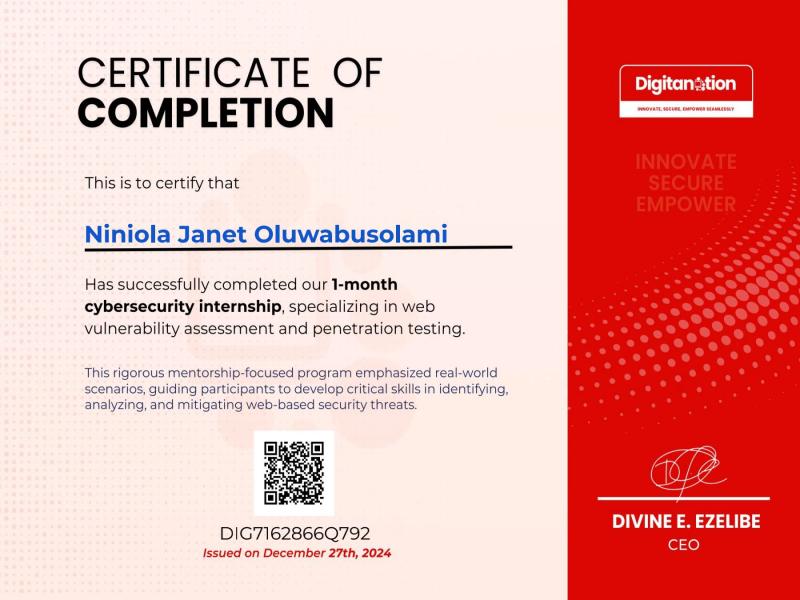 CERTIFICATE OF
COMPLETION
This is to certify that
Niniola Janet Oluwabusolami
Has successfully completed our 1-month
cybersecurity internship, specializing in web
vulnerability assessment and penetration testing.
This rigorous mentorship-focused program emphasized real-world
scenarios, guiding participants to develop critical skills in identifying,
analyzing, and mitigating web-based security threats.
DIG7162866Q792
Issued on December 27th, 2024
Digitanation
INNOVATE, SECURE, EMPOWER SEAMLESSLY
INNOVATE
SECURE
EMPOWER
DIVINE E. EZELIBE
CEO